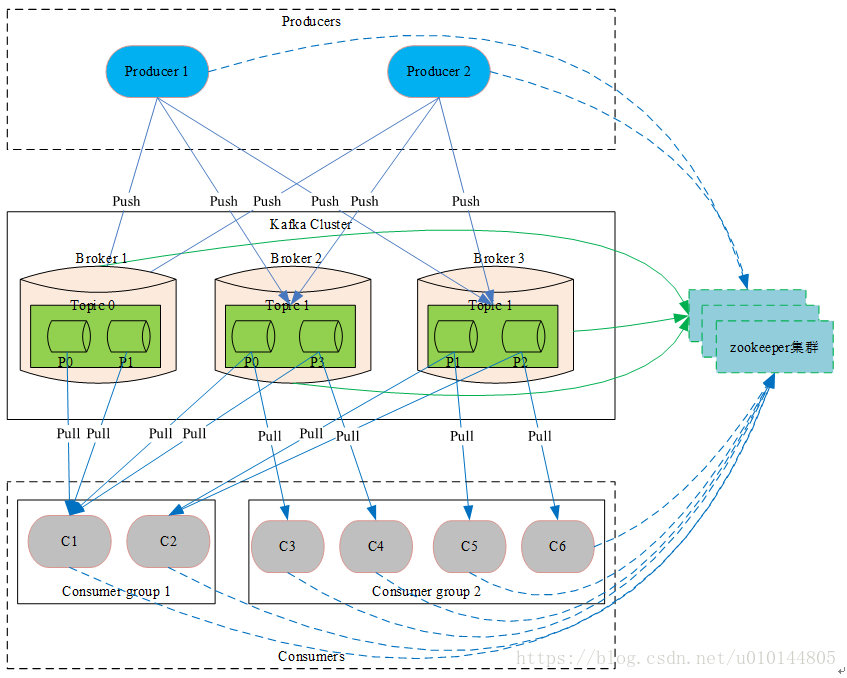 Producers
Producer 1
Producer 2
Push
Push
Push
Push
Push
Push
Kafka Cluster
Broker 1
Broker 2
Broker 3
Topic 0
Topic 1
Topic 1
P0
P1
P0
P3
P1
P2
zookeeper集群
Pull
Pull
Pull
Pull
Pull
Pull
Pull
Pull
Pull
C1
C2
C3
C4
C5
C6
Consumer group 1
Consumer group 2
Consumers
https://blog.csdn.net/u010144805